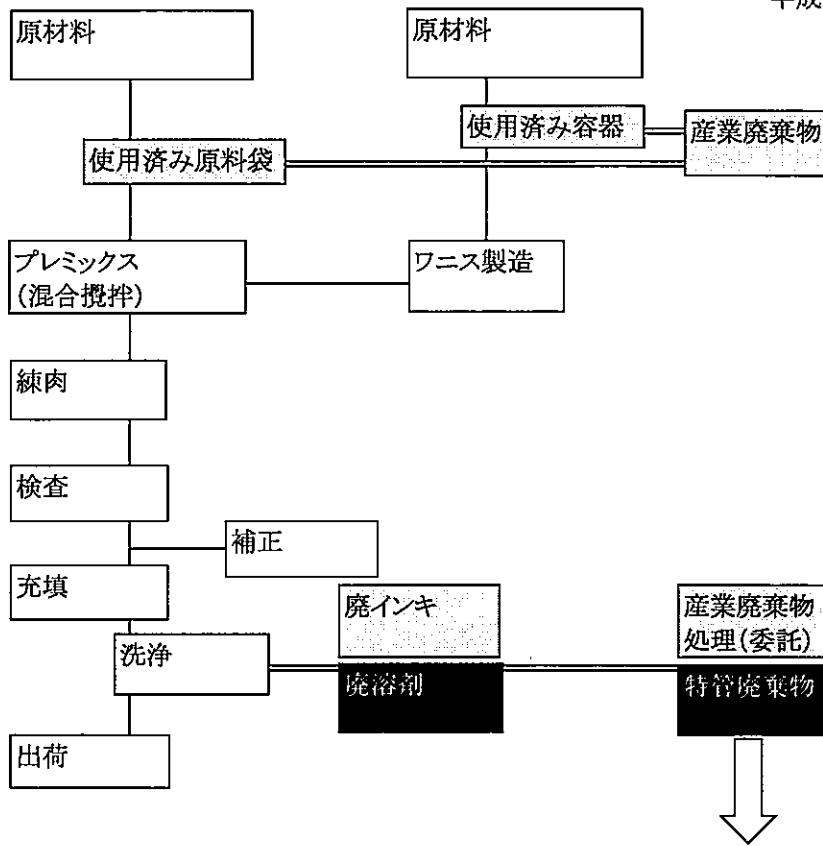 平成
原材料
原材料
使用済み容器
産業廃棄物
使用済み原料袋
プレミックス
(混合攪拌)
ワニス製造
練肉
検査
補正
充填
廃インキ
産業廃棄物
処理(委託)
洗浄
廃溶剤
特管廃棄物
出荷